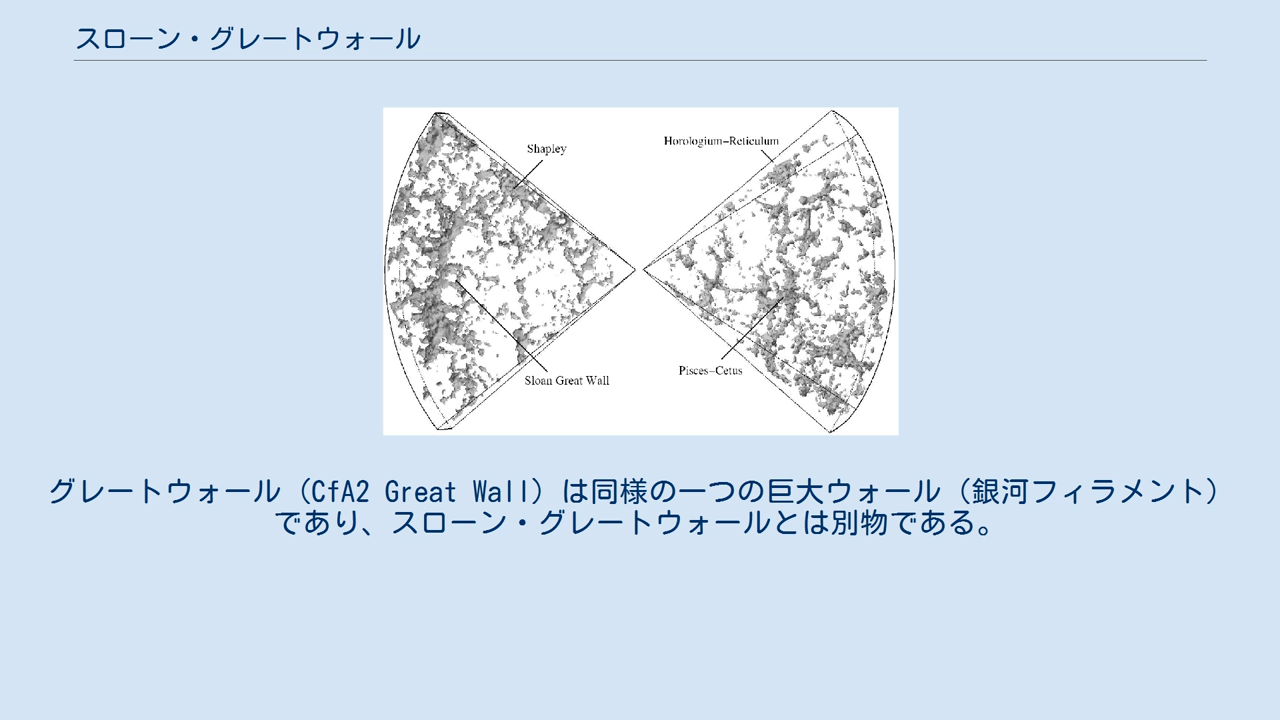 スローン・グレートウォール
Shapley
Horologium−Reticulum
Sloan Great Wall
Pisces−Cetus
グレートウォール（CfA2 Great Wall）は同様の一つの巨大ウォール（銀河フィラメント）
であり、スローン・グレートウォールとは別物である。